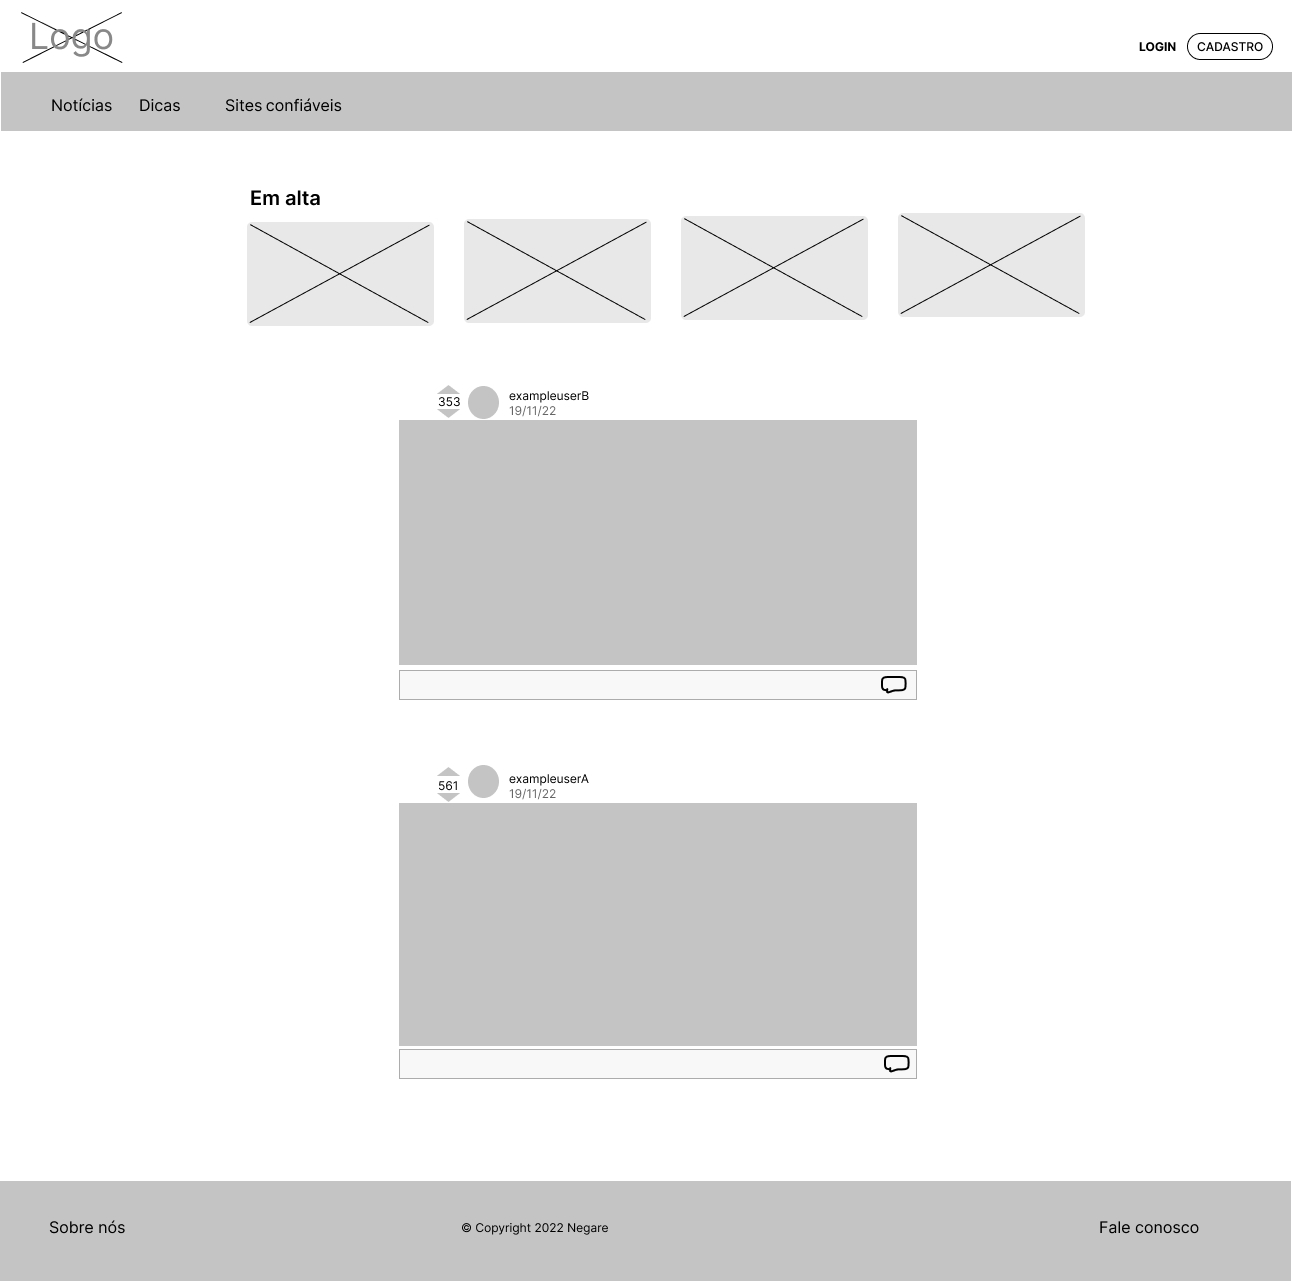 Logo
LOGIN
CADASTRO
Notícias
Dicas
Sites confiáveis
Em alta
353
exampleuserB
19/11/22
561
exampleuserA
19/11/22
Sobre nós
© Copyright 2022 Negare
Fale conosco